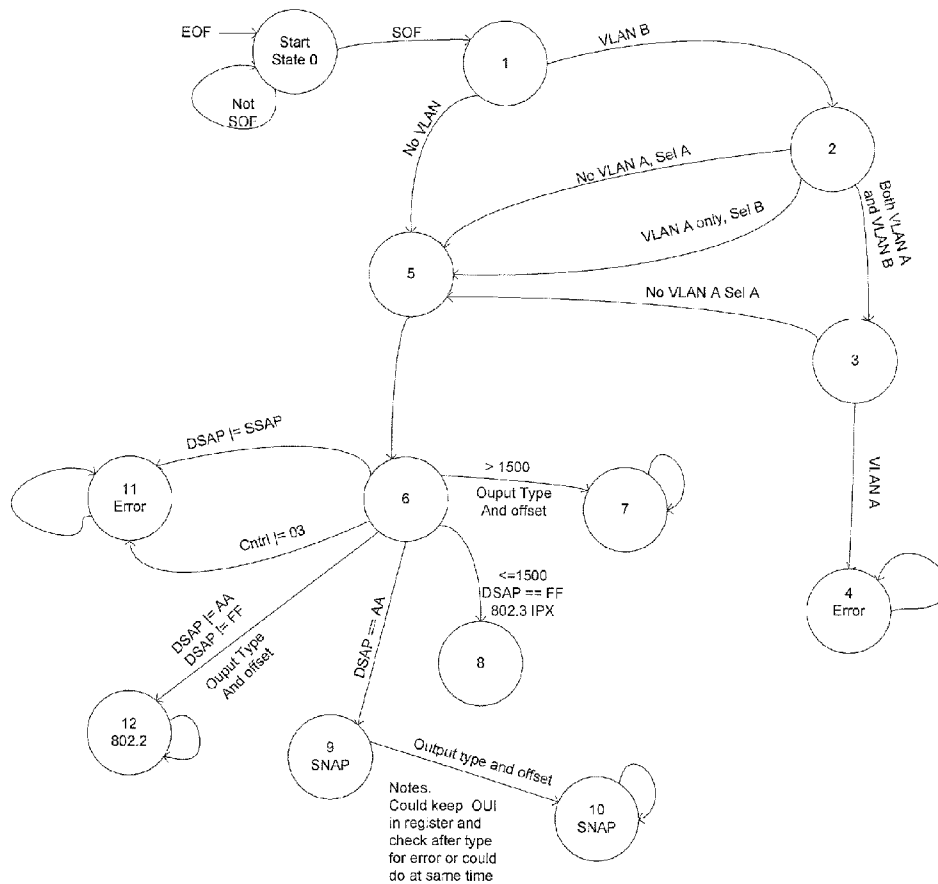 EOF
Start
State 0
SOF
Not
SOF
1
VLAN B
2
No VLAN
No VLAN A, Sel A
VLAN A only, Sel B
Both VLAN A
and VLAN B
5
No VLAN A Sel A
3
VLAN A
4
Error
DSAP |= SSAP
11
Error
Cntrl |= 03
6
> 1500
Ouput Type
And offset
7
<=1500
DSAP == FF
802.3 IPX
8
DSAP |= AA
DSAP != FF
Ouput Type
And offset
DSAP == AA
12
802.2
9
SNAP
Output type and offset
10
SNAP
Notes.
Could keep OUI
in register and
check after type
for error or could
do at same time